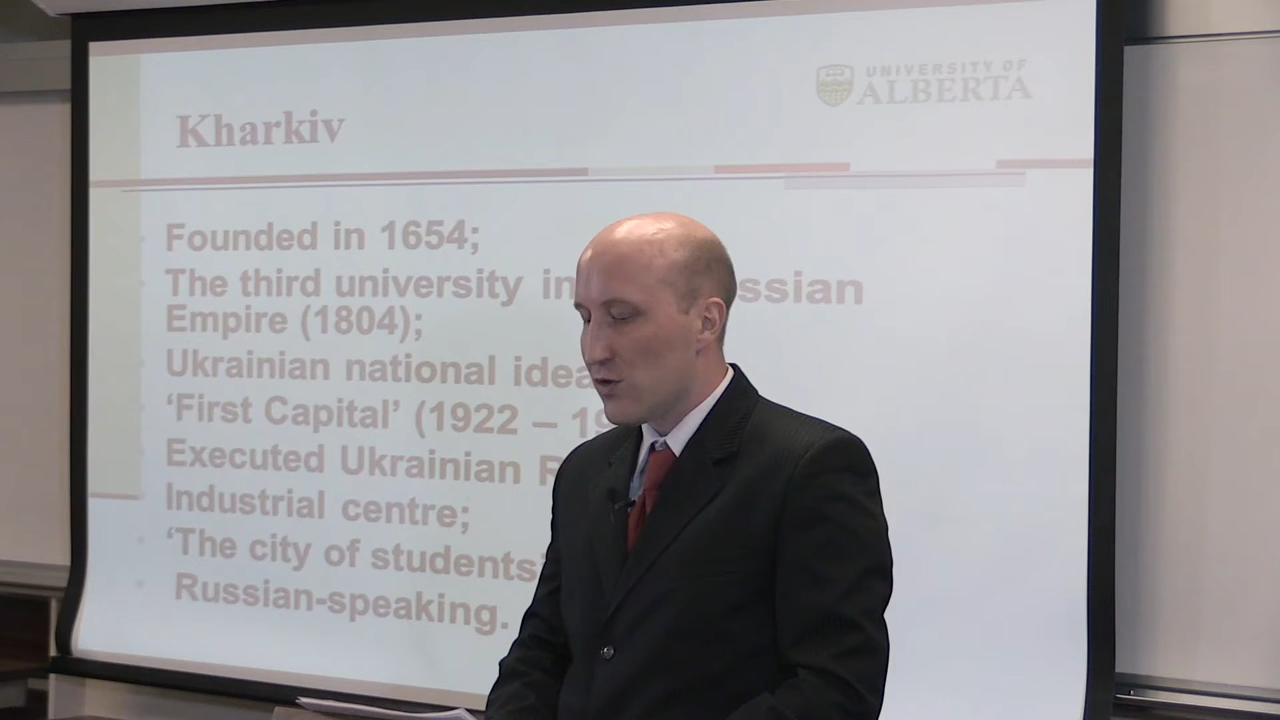 UNIVERSITY OF
ALBERTA
Kharkiv
Founded in 1654;
The third university in ssian
Empire (1804);
Ukrainian national idea
‘First Capital’ (1922 – 19
Executed Ukrainian R
Industrial centre;
‘The city of students
Russian-speaking.